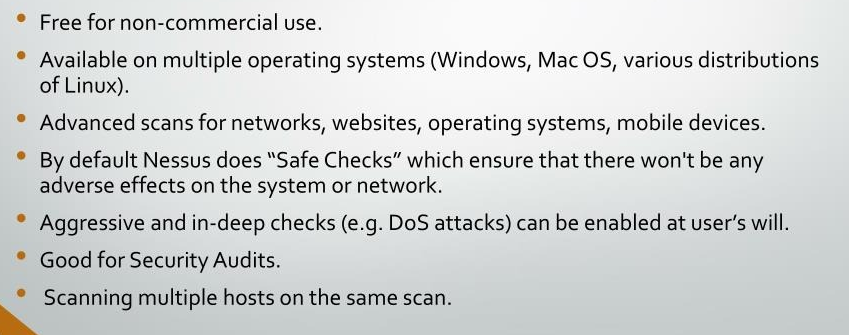 • Free for non-commercial use.
• Available on multiple operating systems (Windows, Mac OS, various distributions
of Linux).
• Advanced scans for networks, websites, operating systems, mobile devices.
• By default Nessus does “Safe Checks” which ensure that there won't be any
adverse effects on the system or network.
• Aggressive and in-deep checks (e.g. DoS attacks) can be enabled at user’s will.
• Good for Security Audits.
• Scanning multiple hosts on the same scan.